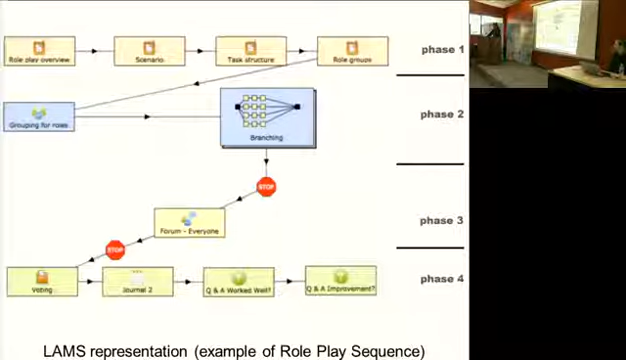 Role play overview
Scenario
Task structure
Role groups
phase 1
Grouping for roles
Branching
phase 2
STOP
Forum - Everyone
phase 3
STOP
Voting
Journal 2
Q & A Worked Well?
Q & A Improvement?
phase 4
LAMS representation (example of Role Play Sequence)